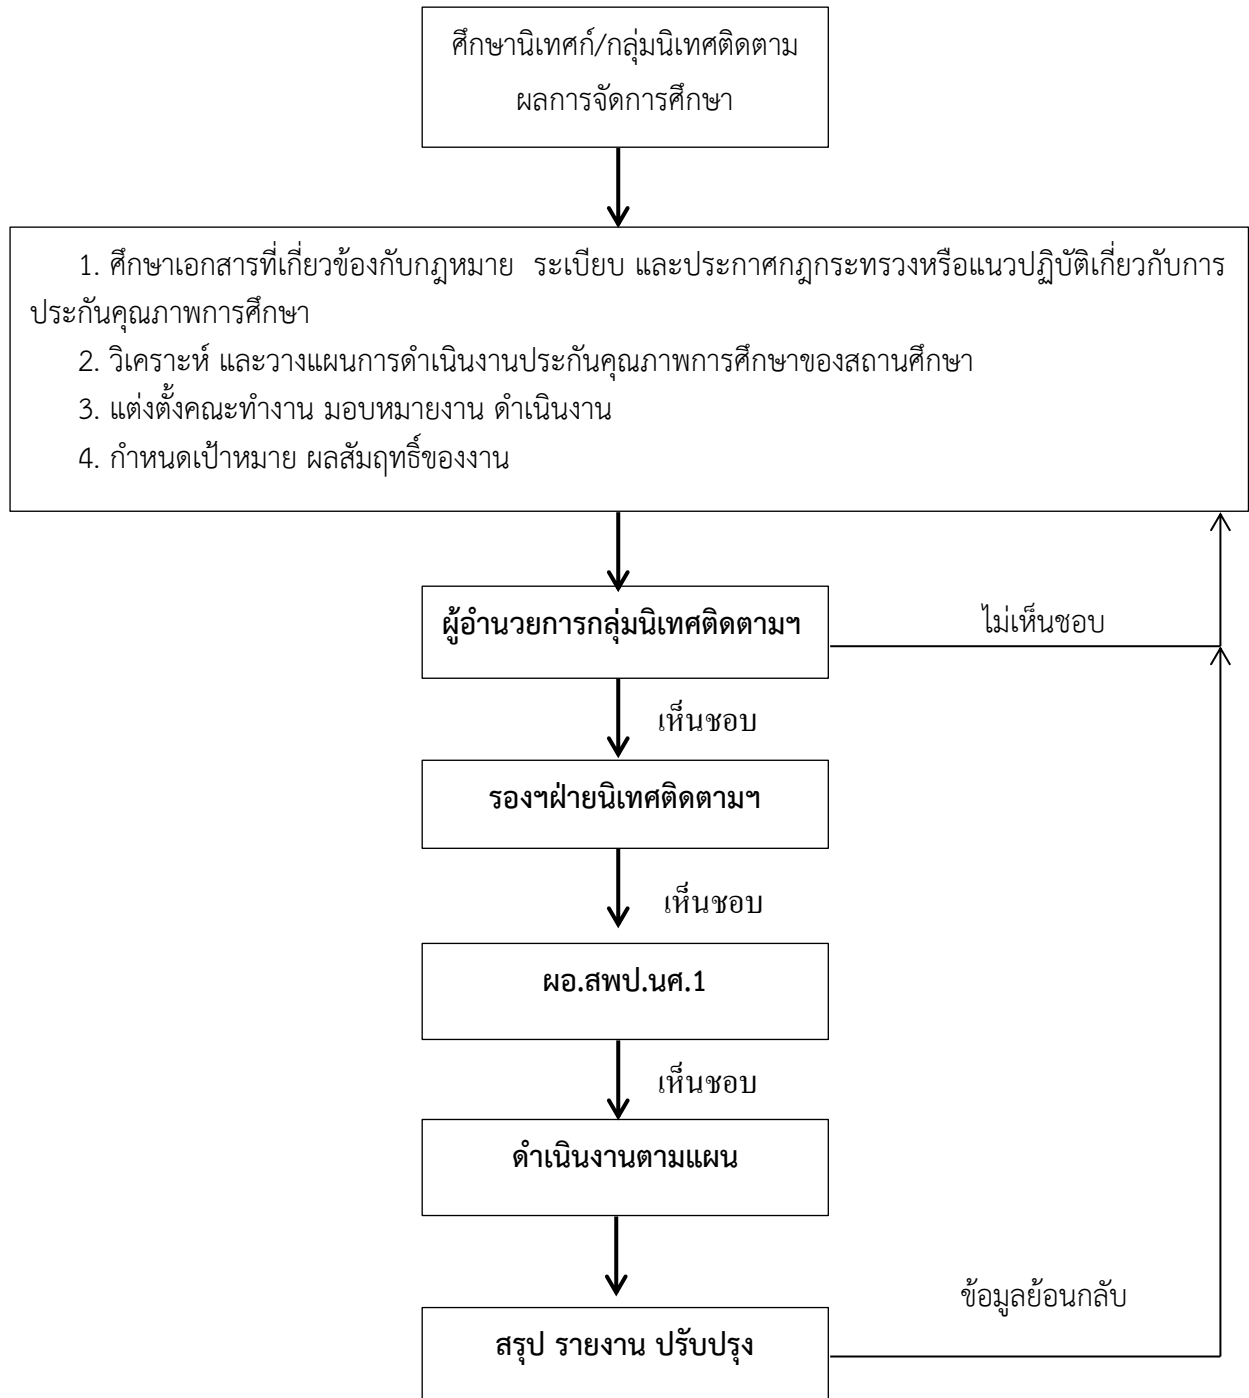 ศึกษานิเทศก์/กลุ่มนิเทศติดตาม
ผลการจัดการศึกษา
1. ศึกษาเอกสารที่เกี่ยวข้องกับกฎหมาย ระเบียบ และประกาศกฎกระทรวงหรือแนวปฏิบัติเกี่ยวกับการ
ประกันคุณภาพการศึกษา
2. วิเคราะห์ และวางแผนการดำเนินงานประกันคุณภาพการศึกษาของสถานศึกษา
3. แต่งตั้งคณะทำงาน มอบหมายงาน ดำเนินงาน
4. กำหนดเป้าหมาย ผลสัมฤทธิ์ของงาน
ผู้อำนวยการกลุ่มนิเทศติดตามฯ
ไม่เห็นชอบ
เห็นชอบ
รองฯฝ่ายนิเทศติดตามฯ
เห็นชอบ
ผอ.สพป.นศ.1
เห็นชอบ
ดำเนินงานตามแผน
ข้อมูลย้อนกลับ
สรุป รายงาน ปรับปรุง